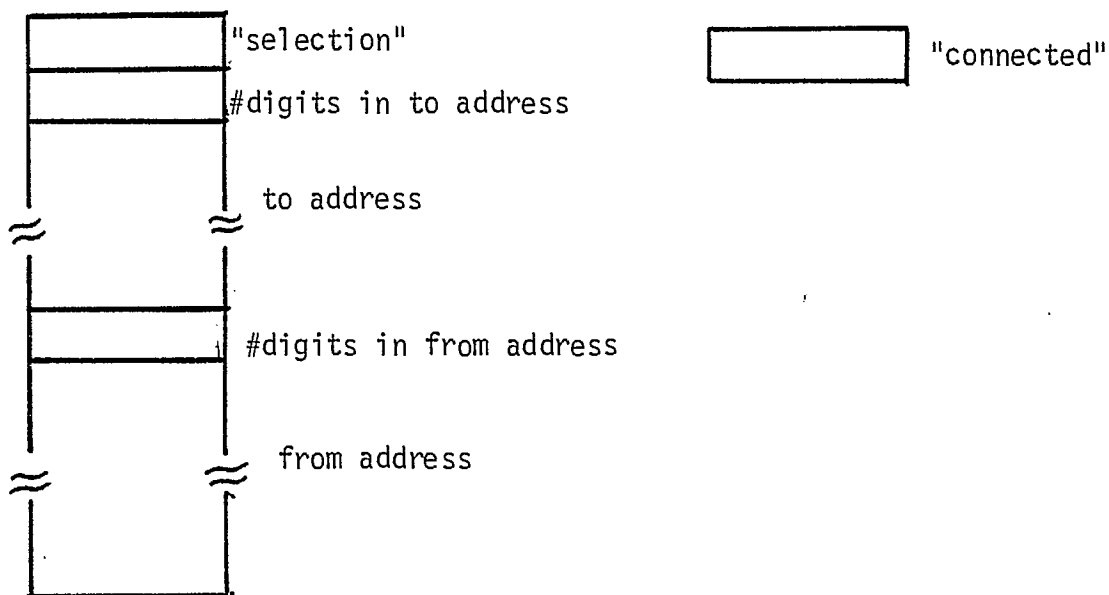 "selection"
"connected"
#digits in to address
to address
#digits in from address
from address